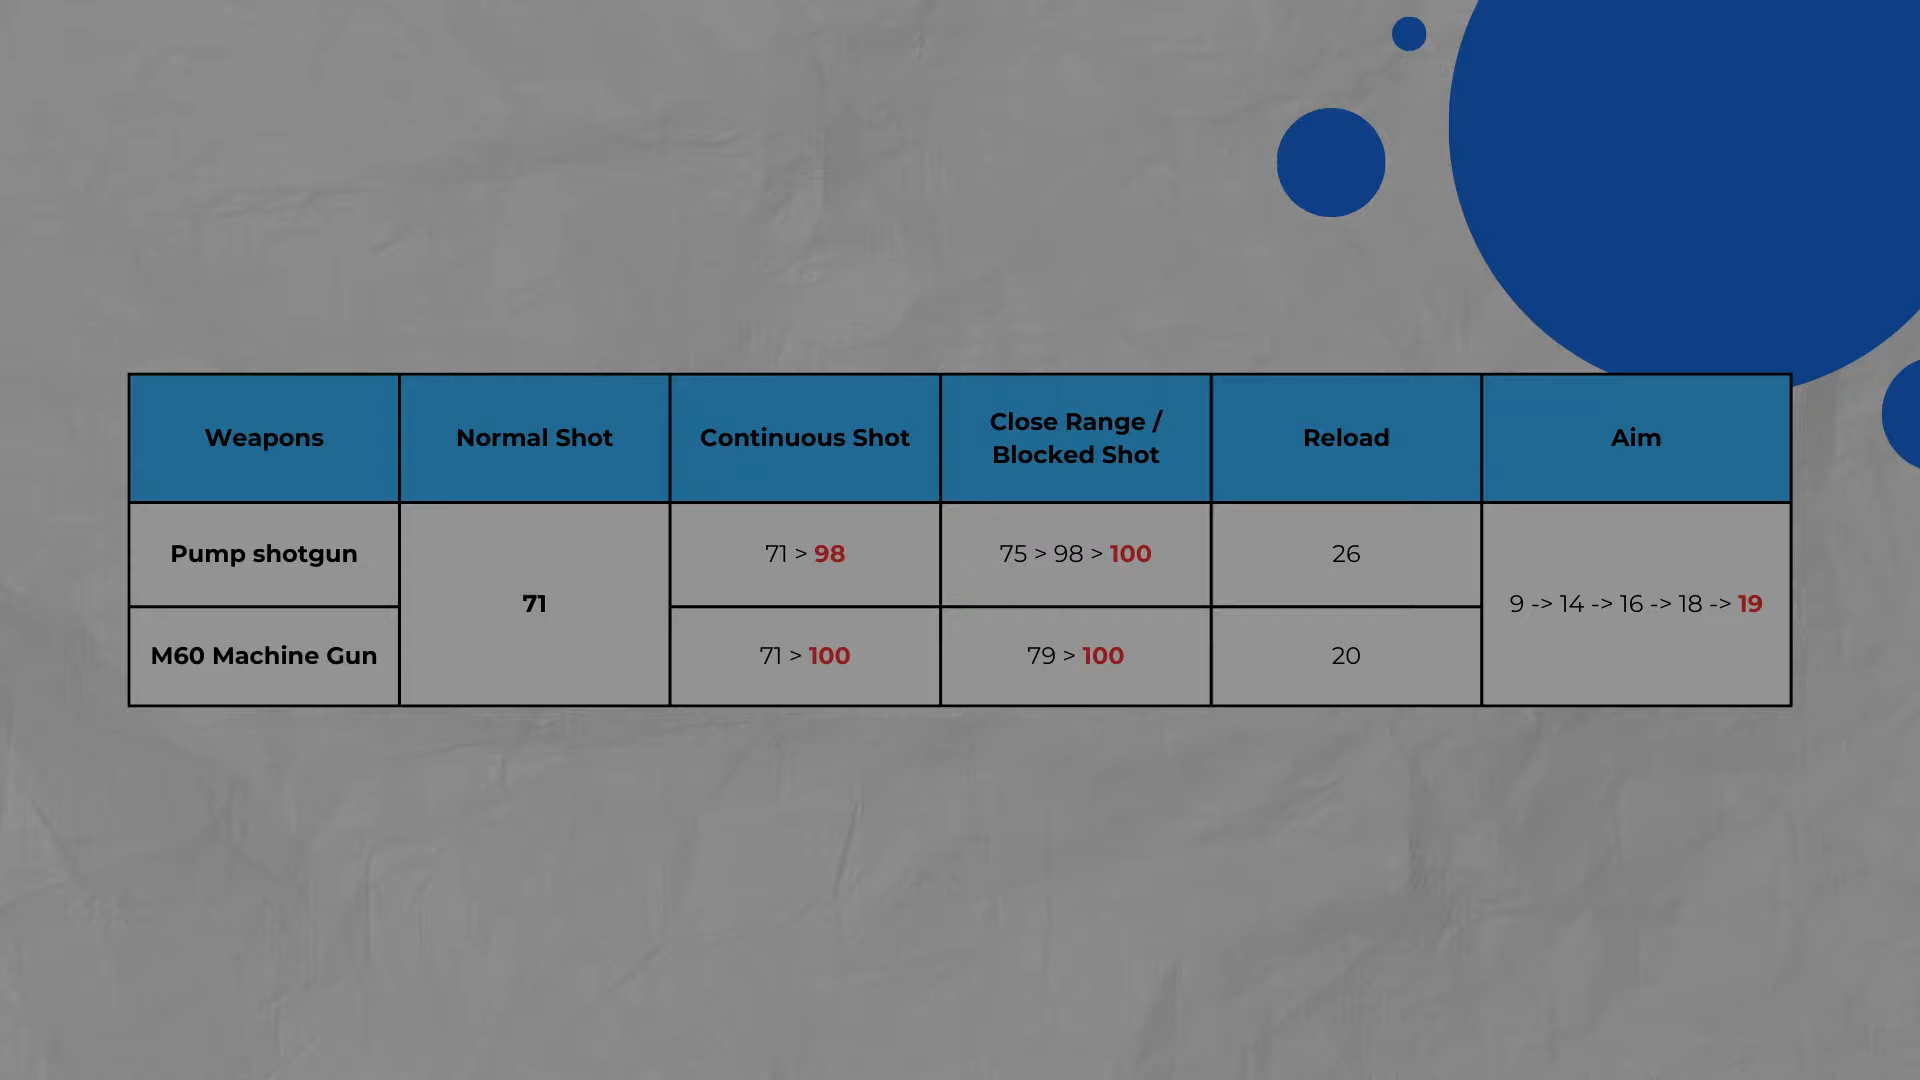 Weapons
Normal Shot
Continuous Shot
Close Range /
Blocked Shot
Reload
Aim
Pump shotgun
71
71 > 98
75 > 98 > 100
26
9 -> 14 -> 16 -> 18 -> 19
M60 Machine Gun
71 > 100
79 > 100
20